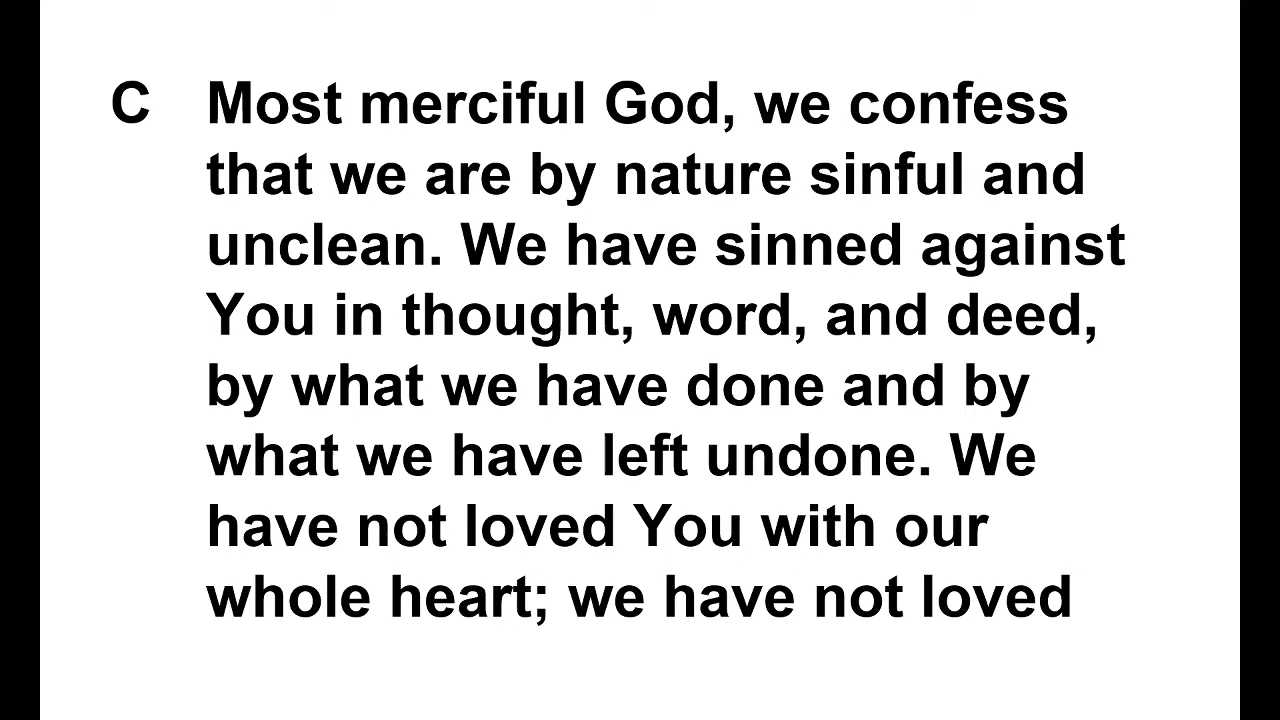 C Most merciful God, we confess
that we are by nature sinful and
unclean. We have sinned against
You in thought, word, and deed,
by what we have done and by
what we have left undone. We
have not loved You with our
whole heart; we have not loved